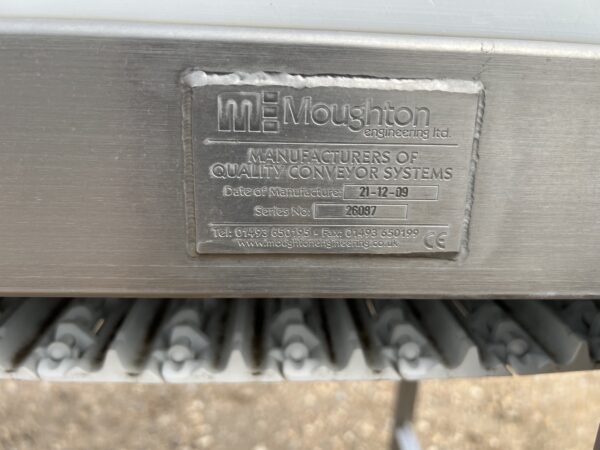 ME Moughton
engineering ltd.
MANUFACTURERS OF
QUALITY CONVEYOR SYSTEMS
Date of Manufacture: 21-12-09
Series No: 26097
Tel: 01493 650195 • Fax: 01493 650199
www.moughtonengineering.co.uk CE